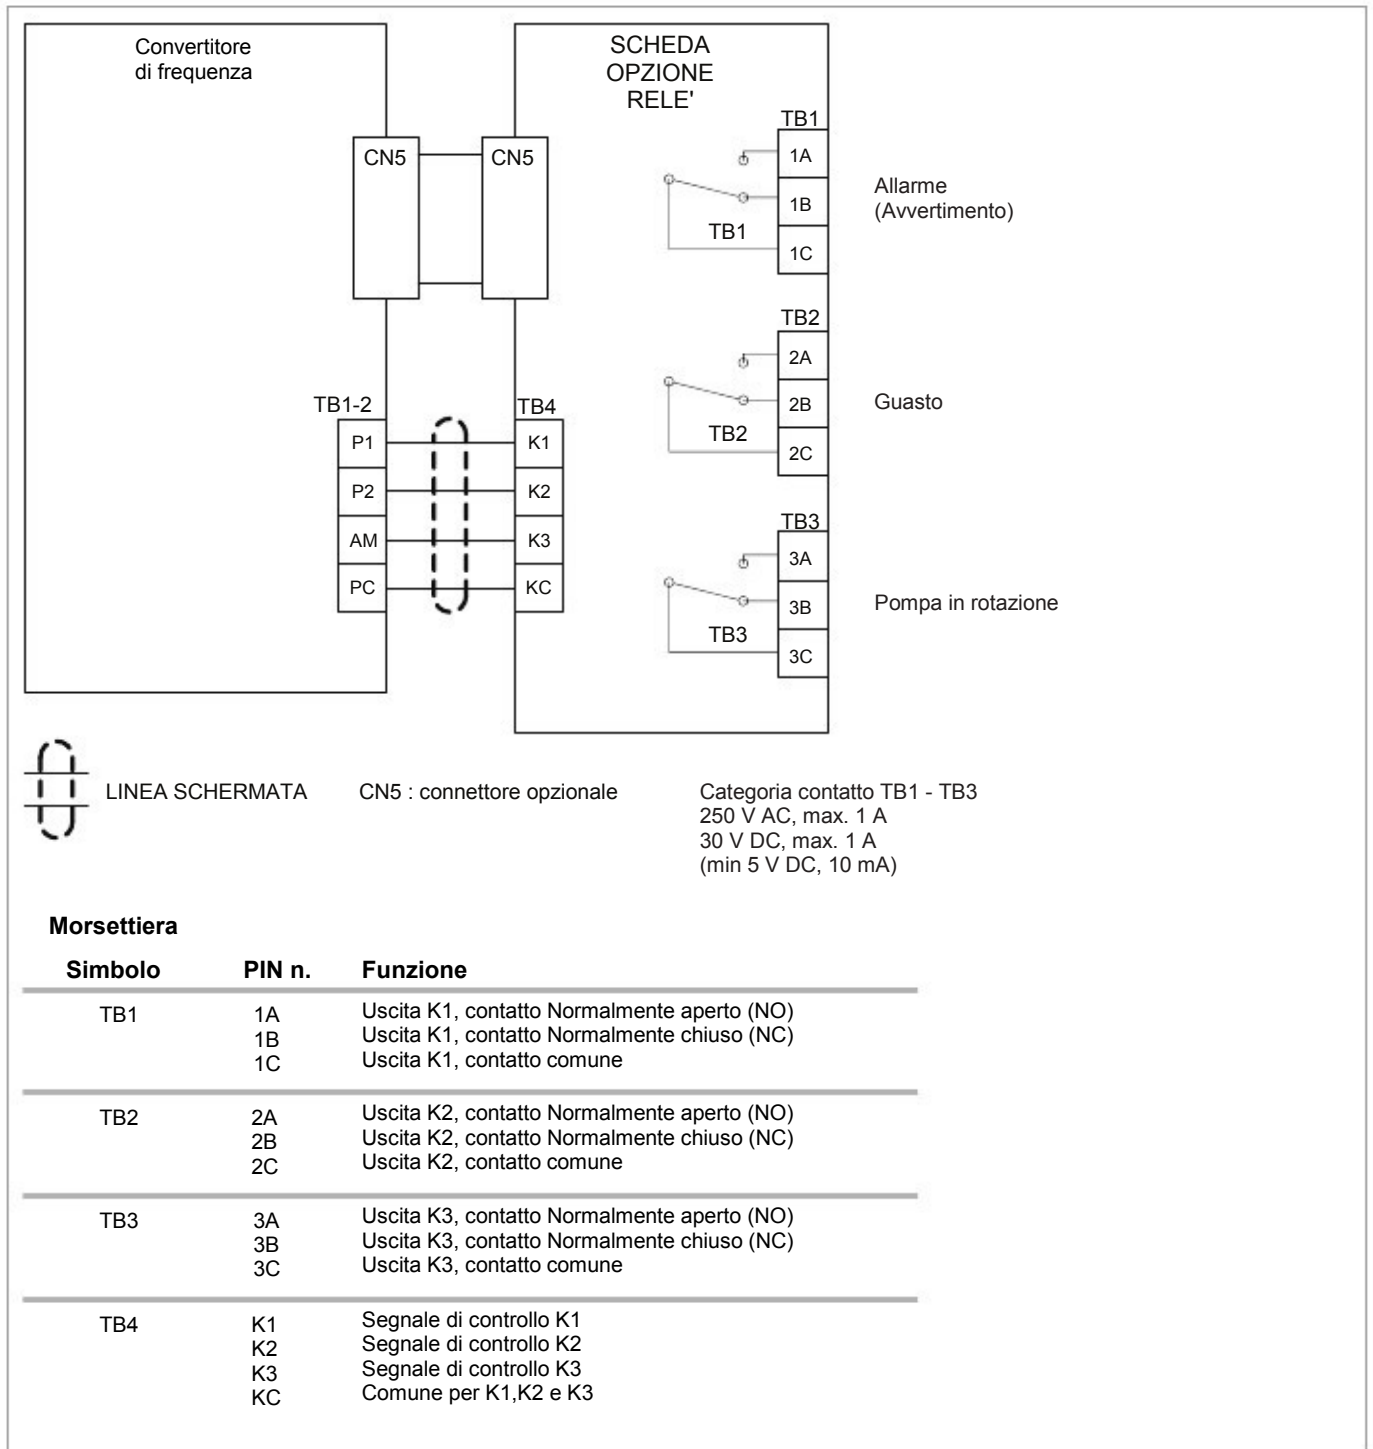 Convertitore
di frequenza
SCHEDA
OPZIONE
RELE'
CN5
CN5
TB1
1A
1B
1C
TB1
Allarme
(Avvertimento)
TB2
2A
2B
2C
TB2
Guasto
TB1-2
P1
P2
AM
PC
TB4
K1
K2
K3
KC
TB3
3A
3B
3C
TB3
Pompa in rotazione
LINEA SCHERMATA
CN5 : connettore opzionale
Categoria contatto TB1 - TB3
250 V AC, max. 1 A
30 V DC, max. 1 A
(min 5 V DC, 10 mA)
Morsettiera
Simbolo PIN n. Funzione
TB1 1A Uscita K1, contatto Normalmente aperto (NO)
1B Uscita K1, contatto Normalmente chiuso (NC)
1C Uscita K1, contatto comune
TB2 2A Uscita K2, contatto Normalmente aperto (NO)
2B Uscita K2, contatto Normalmente chiuso (NC)
2C Uscita K2, contatto comune
TB3 3A Uscita K3, contatto Normalmente aperto (NO)
3B Uscita K3, contatto Normalmente chiuso (NC)
3C Uscita K3, contatto comune
TB4 K1 Segnale di controllo K1
K2 Segnale di controllo K2
K3 Segnale di controllo K3
KC Comune per K1,K2 e K3